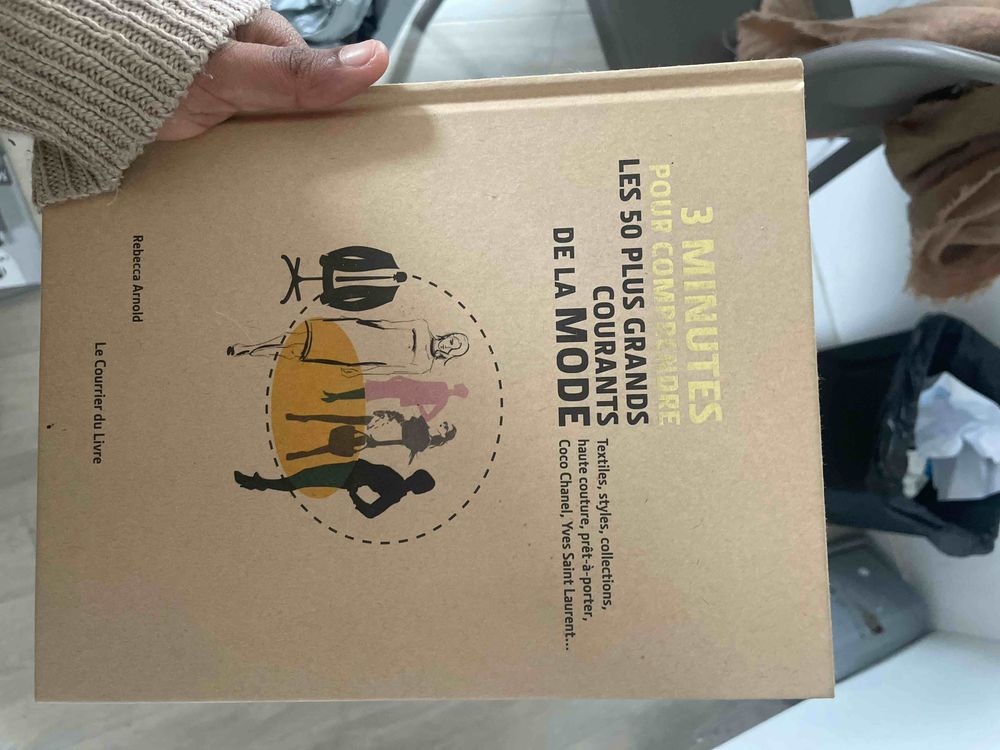 3 MINUTES
POUR COMPRENDRE
LES 50 PLUS GRANDS
COURANTS
DE LA MODE
Textiles, styles, collections,
haute couture, prêt-à-porter,
Coco Chanel, Yves Saint Laurent...
Rebecca Arnold
Le Courrier du Livre